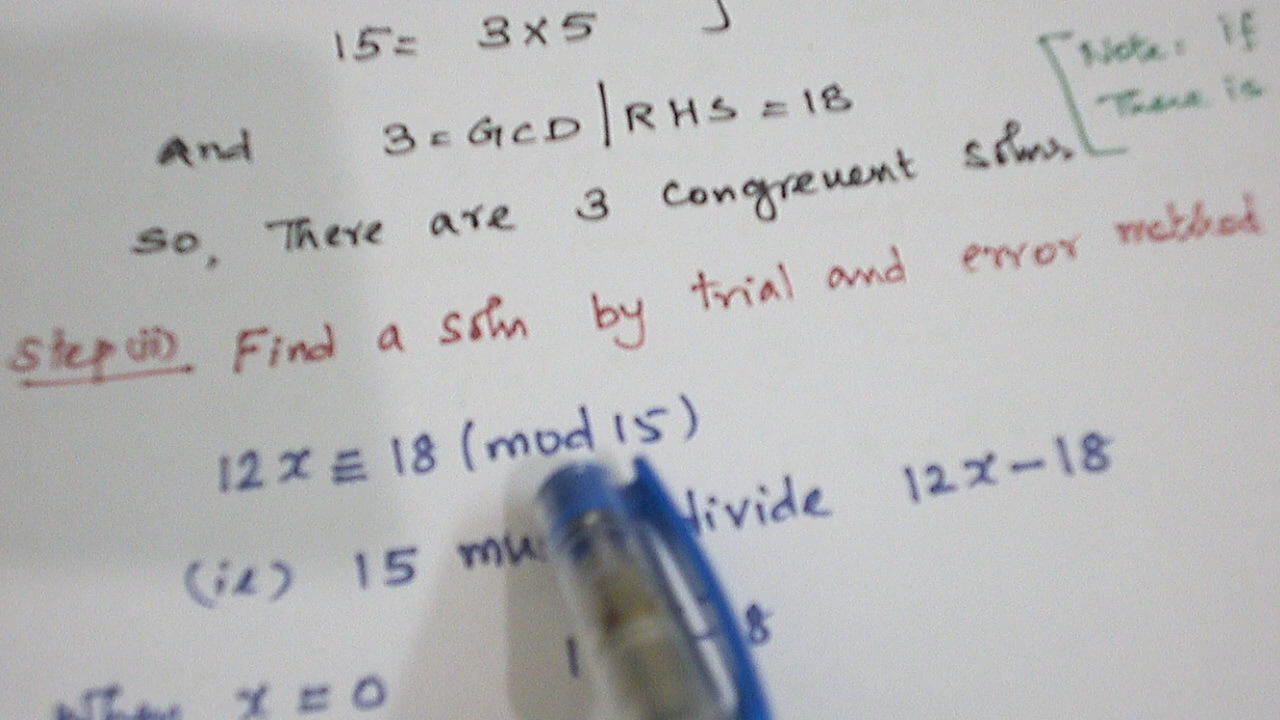 15 = 3 × 5
and 3 = GCD | RHS = 18
[Note: if
There is
So, There are 3 congreuent solns.
Step (ii) Find a soln by trial and error method
12x ≡ 18 (mod 15)
(ie) 15 divide 12x - 18
x = 0